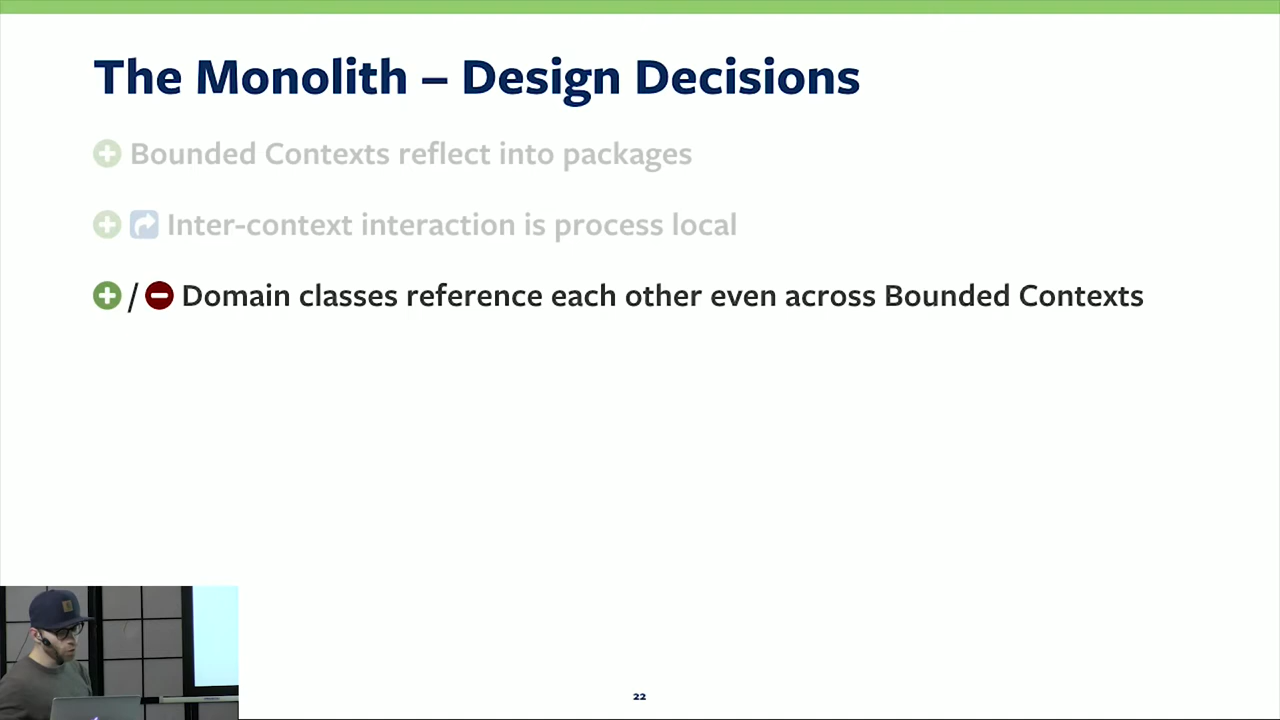 The Monolith – Design Decisions
Bounded Contexts reflect into packages
Inter-context interaction is process local
/ Domain classes reference each other even across Bounded Contexts
22